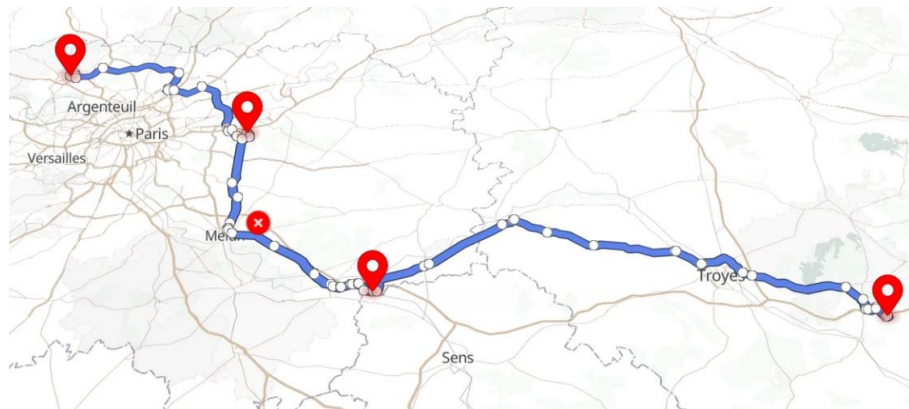 Argenteuil
Paris
Versailles
Melun
Troyes
Sens